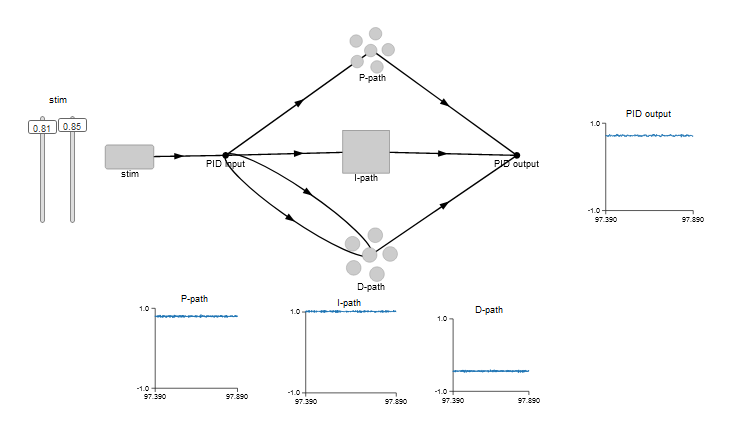 P-path
stim
PID output
0.81
0.85
1.0
PID input
PID output
stim
I-path
-1.0
97.390
97.890
D-path
P-path
I-path
D-path
1.0
1.0
1.0
-1.0
-1.0
-1.0
97.390
97.890
97.390
97.890
97.390
97.890